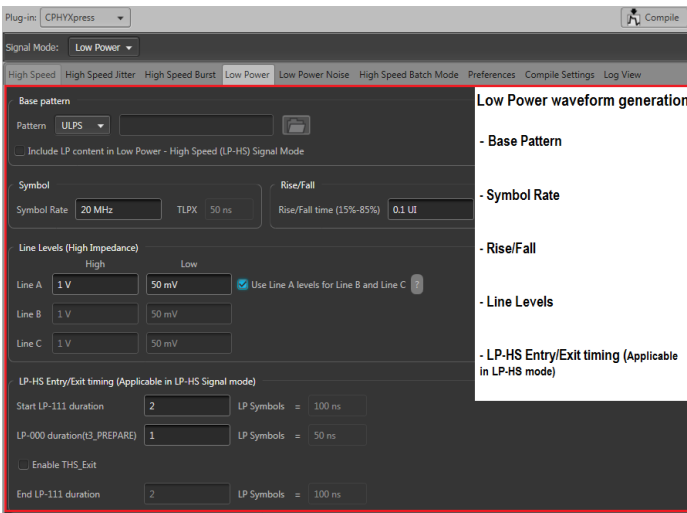 Plug-in: CPHYXpress
Compile
Signal Mode: Low Power
High Speed High Speed Jitter High Speed Burst Low Power Low Power Noise High Speed Batch Mode Preferences Compile Settings Log View
Base pattern
Pattern ULPS
Include LP content in Low Power - High Speed (LP-HS) Signal Mode
Symbol
Symbol Rate 20 MHz TLPX 50 ns
Rise/Fall
Rise/Fall time (15%-85%) 0.1 UI
Line Levels (High Impedance)
High Low
Line A 1 V 50 mV Use Line A levels for Line B and Line C ?
Line B 1 V 50 mV
Line C 1 V 50 mV
LP-HS Entry/Exit timing (Applicable in LP-HS Signal mode)
Start LP-111 duration 2 LP Symbols = 100 ns
LP-000 duration(t3_PREPARE) 1 LP Symbols = 50 ns
Enable THS_Exit
End LP-111 duration 2 LP Symbols = 100 ns
Low Power waveform generation
- Base Pattern
- Symbol Rate
- Rise/Fall
- Line Levels
- LP-HS Entry/Exit timing (Applicable
in LP-HS mode)